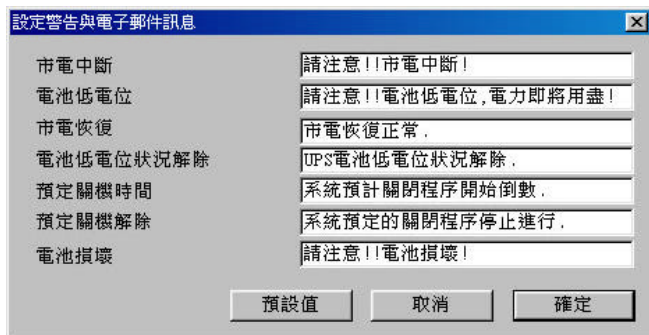 設定警告與電子郵件訊息
市電中斷 請注意!!市電中斷!
電池低電位 請注意!!電池低電位,電力即將用盡!
市電恢復 市電恢復正常.
電池低電位狀況解除 UPS電池低電位狀況解除.
預定關機時間 系統預計關閉程序開始倒數.
預定關機解除 系統預定的關閉程序停止進行.
電池損壞 請注意!!電池損壞!
預設值 取消 確定